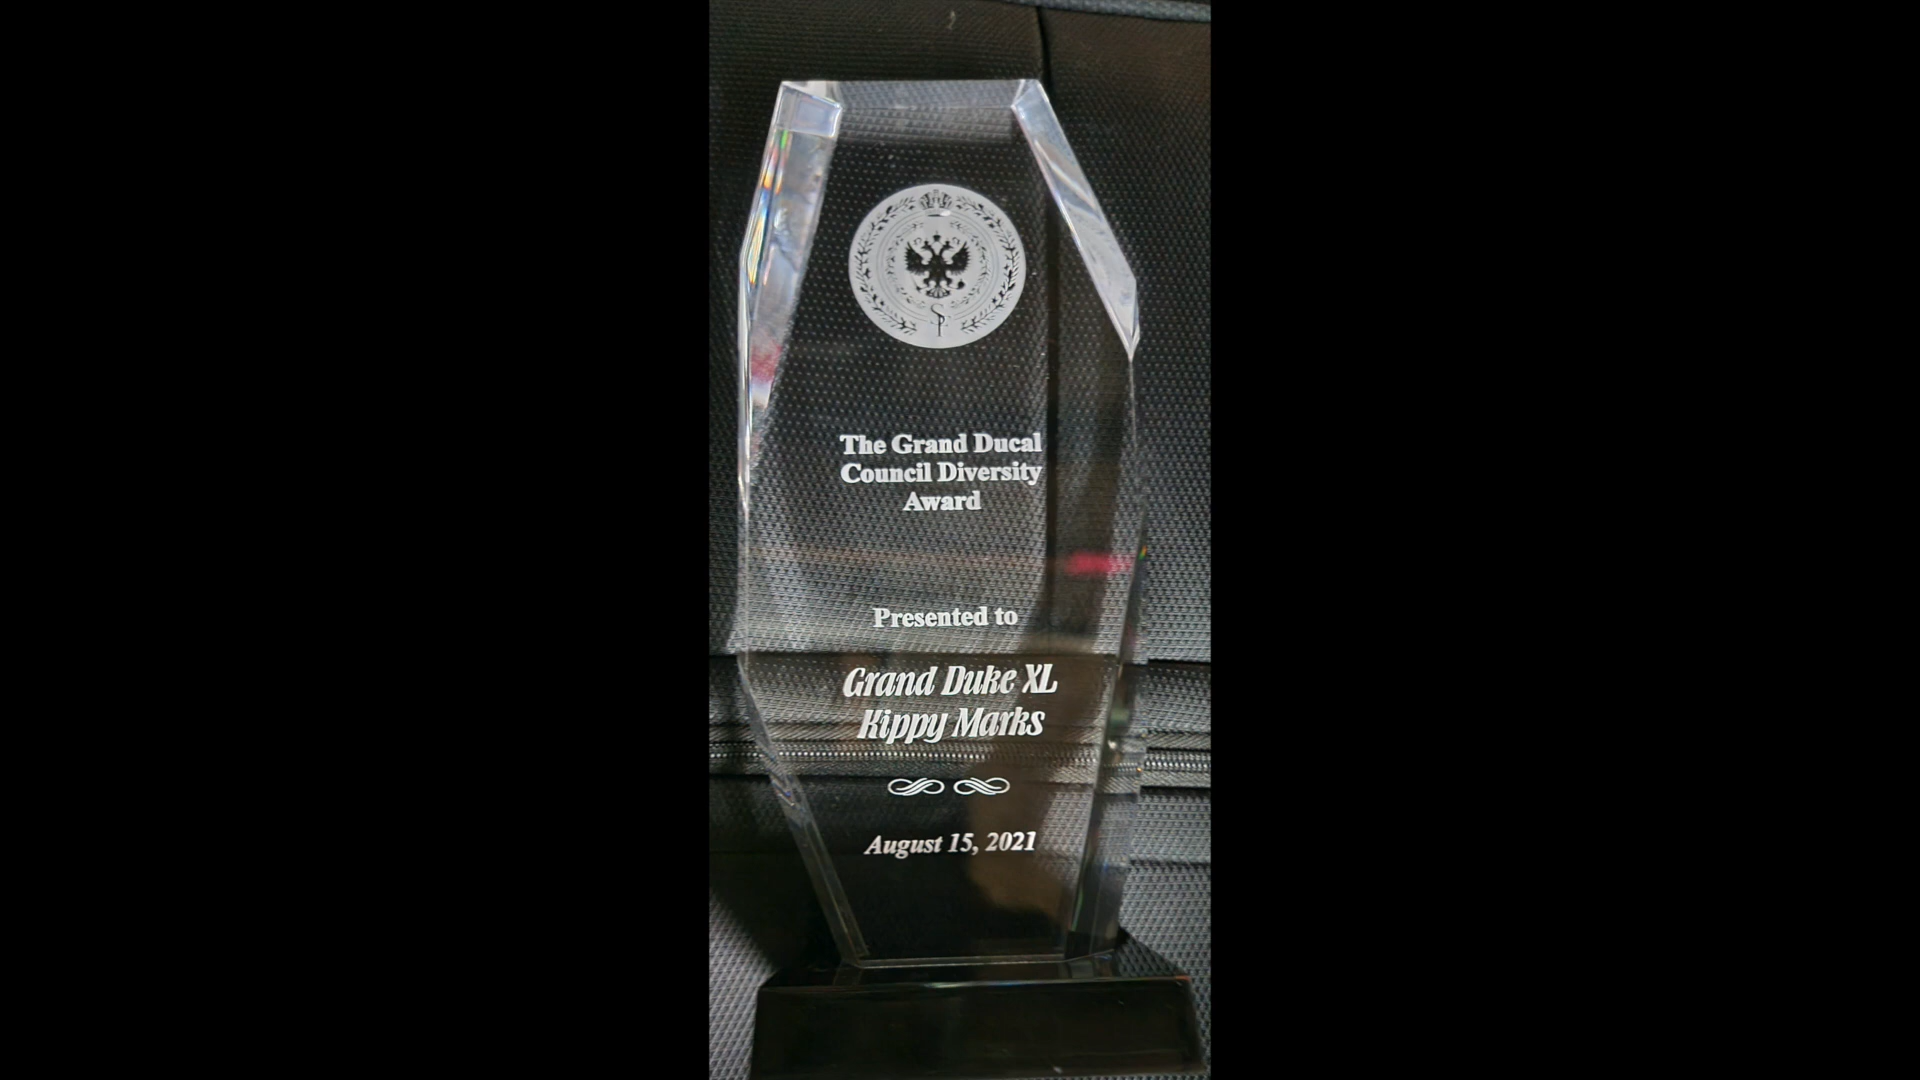 The Grand Ducal
Council Diversity
Award
Presented to
Grand Duke XL
Kippy Marks
August 15, 2021